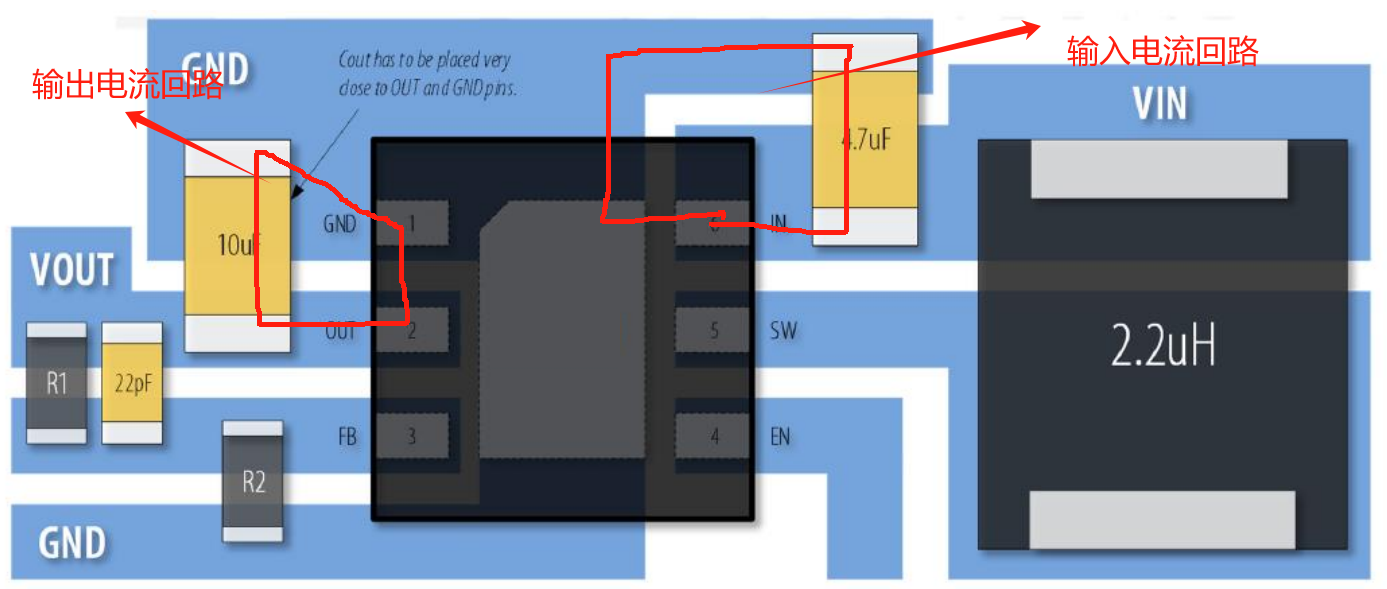 GND
Cout has to be placed very
close to OUT and GND pins.
输入电流回路
输出电流回路
VIN
4.7uF
GND
1
6
IN
10uF
VOUT
OUT
2
5
SW
2.2uH
R1
22pF
FB
3
4
EN
R2
GND